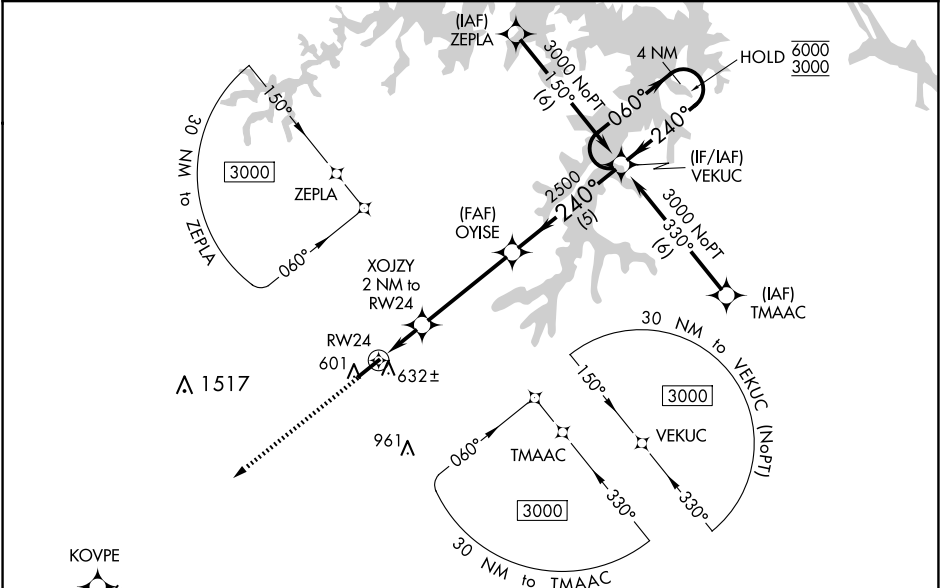 (IAF)
ZEPLA
3000 NoPT
150°
(6)
4 NM
HOLD 6000
3000
060°
240°
(IF/IAF)
VEKUC
2500
240°
(5)
3000 NoPT
330°
(6)
(IAF)
TMAAC
(FAF)
OYISE
XOJZY
2 NM to
RW24
RW24
601
632±
1517
961
30 NM to ZEPLA
150°
3000
ZEPLA
060°
30 NM to VEKUC (NoPT)
150°
3000
VEKUC
330°
060°
TMAAC
330°
3000
30 NM to TMAAC
KOVPE